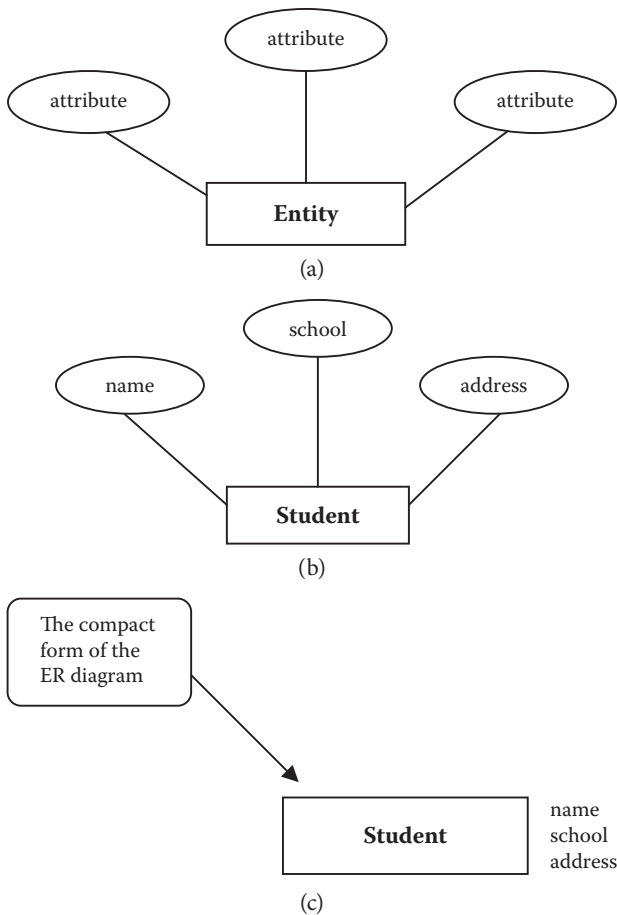 attribute
attribute
attribute
Entity
(a)
school
name
address
Student
(b)
The compact
form of the
ER diagram
Student
name
school
address
(c)